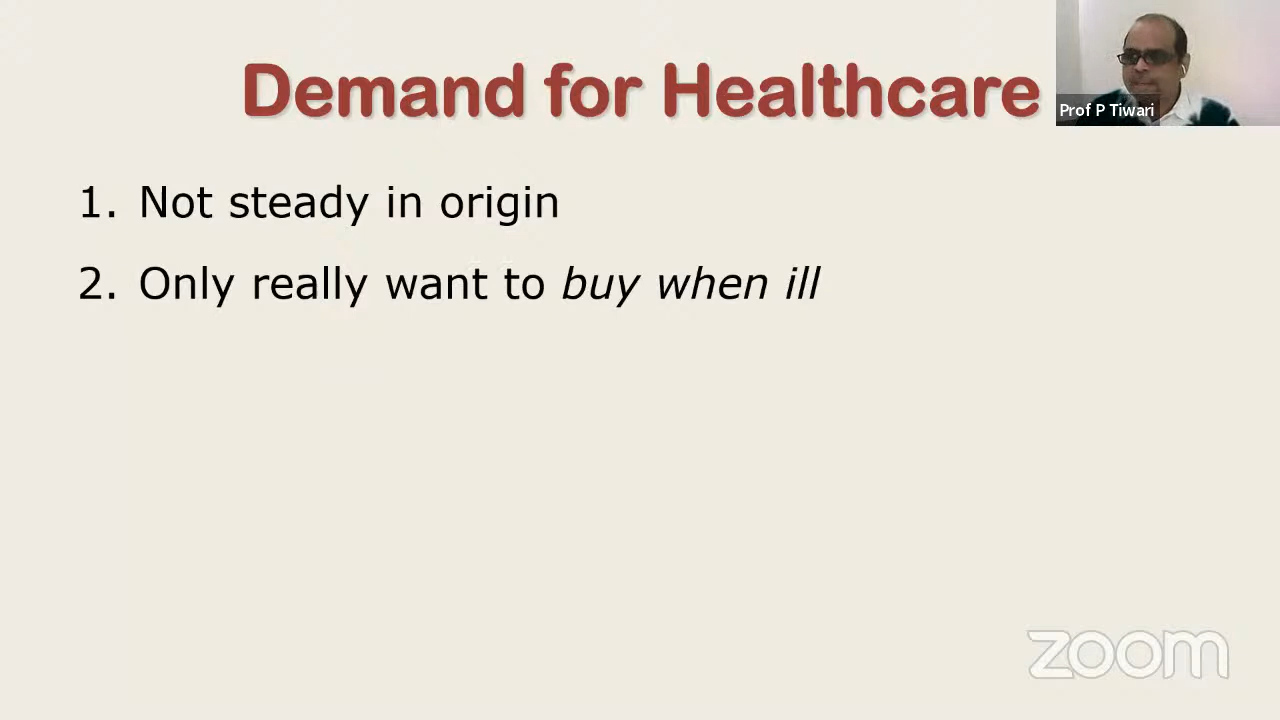 Demand for Healthcare
Prof P Tiwari
1. Not steady in origin
2. Only really want to buy when ill
zoom